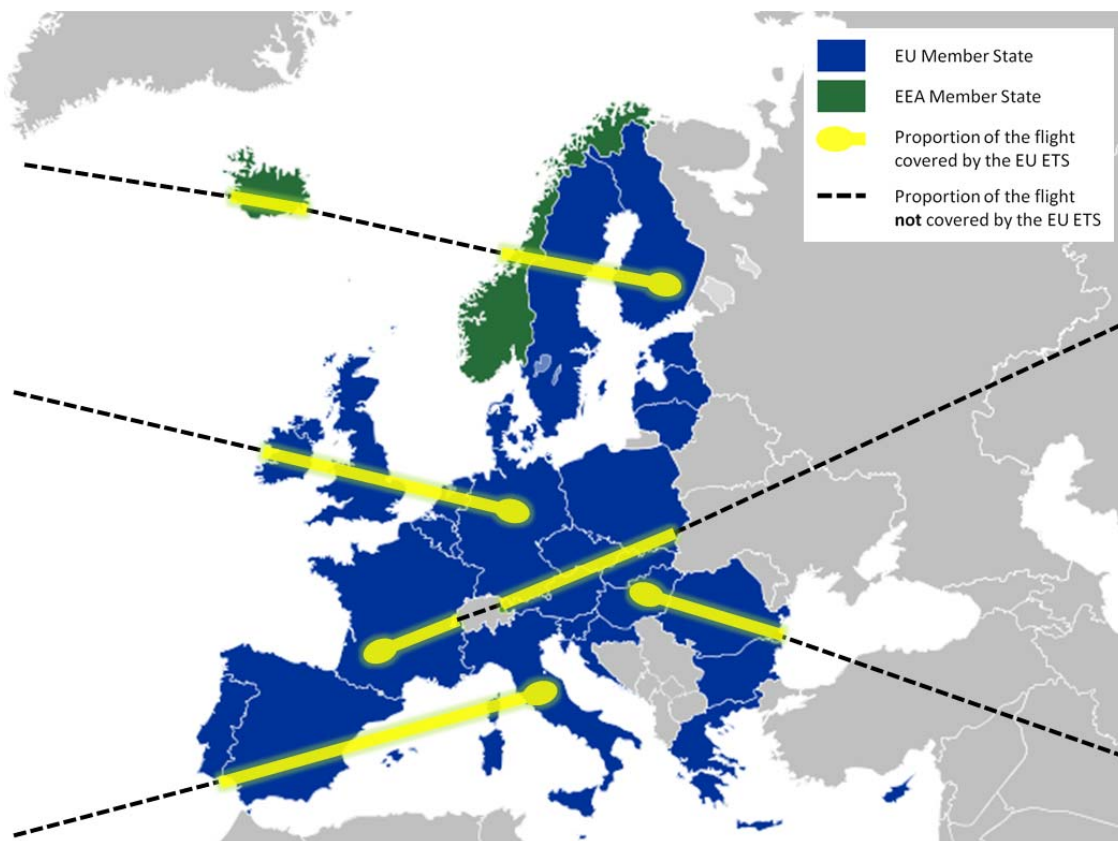 EU Member State
EEA Member State
Proportion of the flight
covered by the EU ETS
Proportion of the flight
not covered by the EU ETS